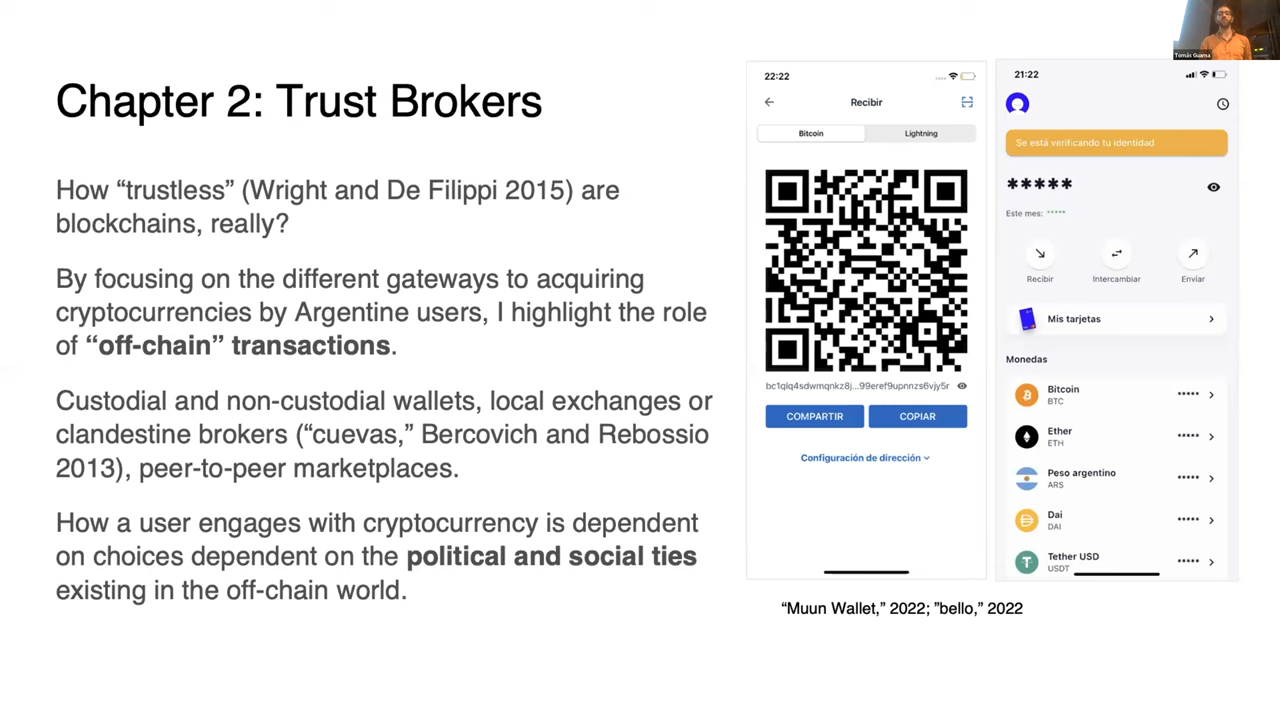 Tomás Guarna
Chapter 2: Trust Brokers
How “trustless” (Wright and De Filippi 2015) are
blockchains, really?
By focusing on the different gateways to acquiring
cryptocurrencies by Argentine users, I highlight the role
of “off-chain” transactions.
Custodial and non-custodial wallets, local exchanges or
clandestine brokers (“cuevas,” Bercovich and Rebossio
2013), peer-to-peer marketplaces.
How a user engages with cryptocurrency is dependent
on choices dependent on the political and social ties
existing in the off-chain world.
22:22
Recibir
Bitcoin
Lightning
bc1qlq4sdwmqnkz8j...99eref9upnnzs6vjy5r
COMPARTIR
COPIAR
Configuración de dirección
21:22
Se está verificando tu identidad
*****
Este mes: *****
Recibir
Intercambiar
Enviar
Mis tarjetas
Monedas
Bitcoin
BTC
•••••
Ether
ETH
•••••
Peso argentino
ARS
•••••
Dai
DAI
•••••
Tether USD
USDT
•••••
“Muun Wallet,” 2022; ”bello,” 2022